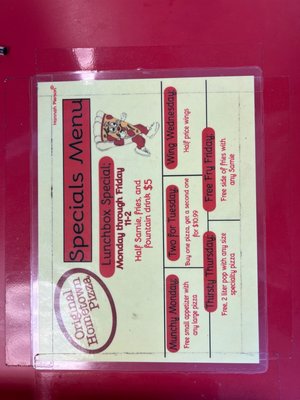 Original
Hometown
Pizza
Specials Menu
Hannah Perison
Lunchbox Special:
Monday through Friday
11-2
Half Samie, fries, and
fountain drink $5
Munchy Monday:
Free small appetizer with
any large pizza
Two for Tuesday:
Buy one pizza, get a second one
for $10.99
Wing Wednesday:
Half price wings
Thirsty Thursday:
Free, 2 liter pop with any size
specialty pizza
Free Fry Friday:
Free side of fries with
any Samie